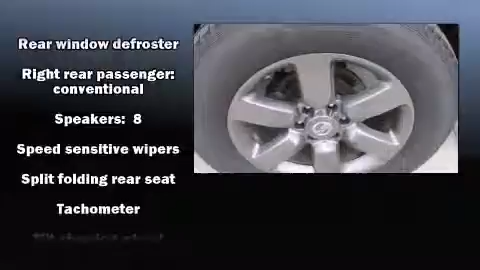 Rear window defroster
Right rear passenger:
conventional
Speakers: 8
Speed sensitive wipers
Split folding rear seat
Tachometer